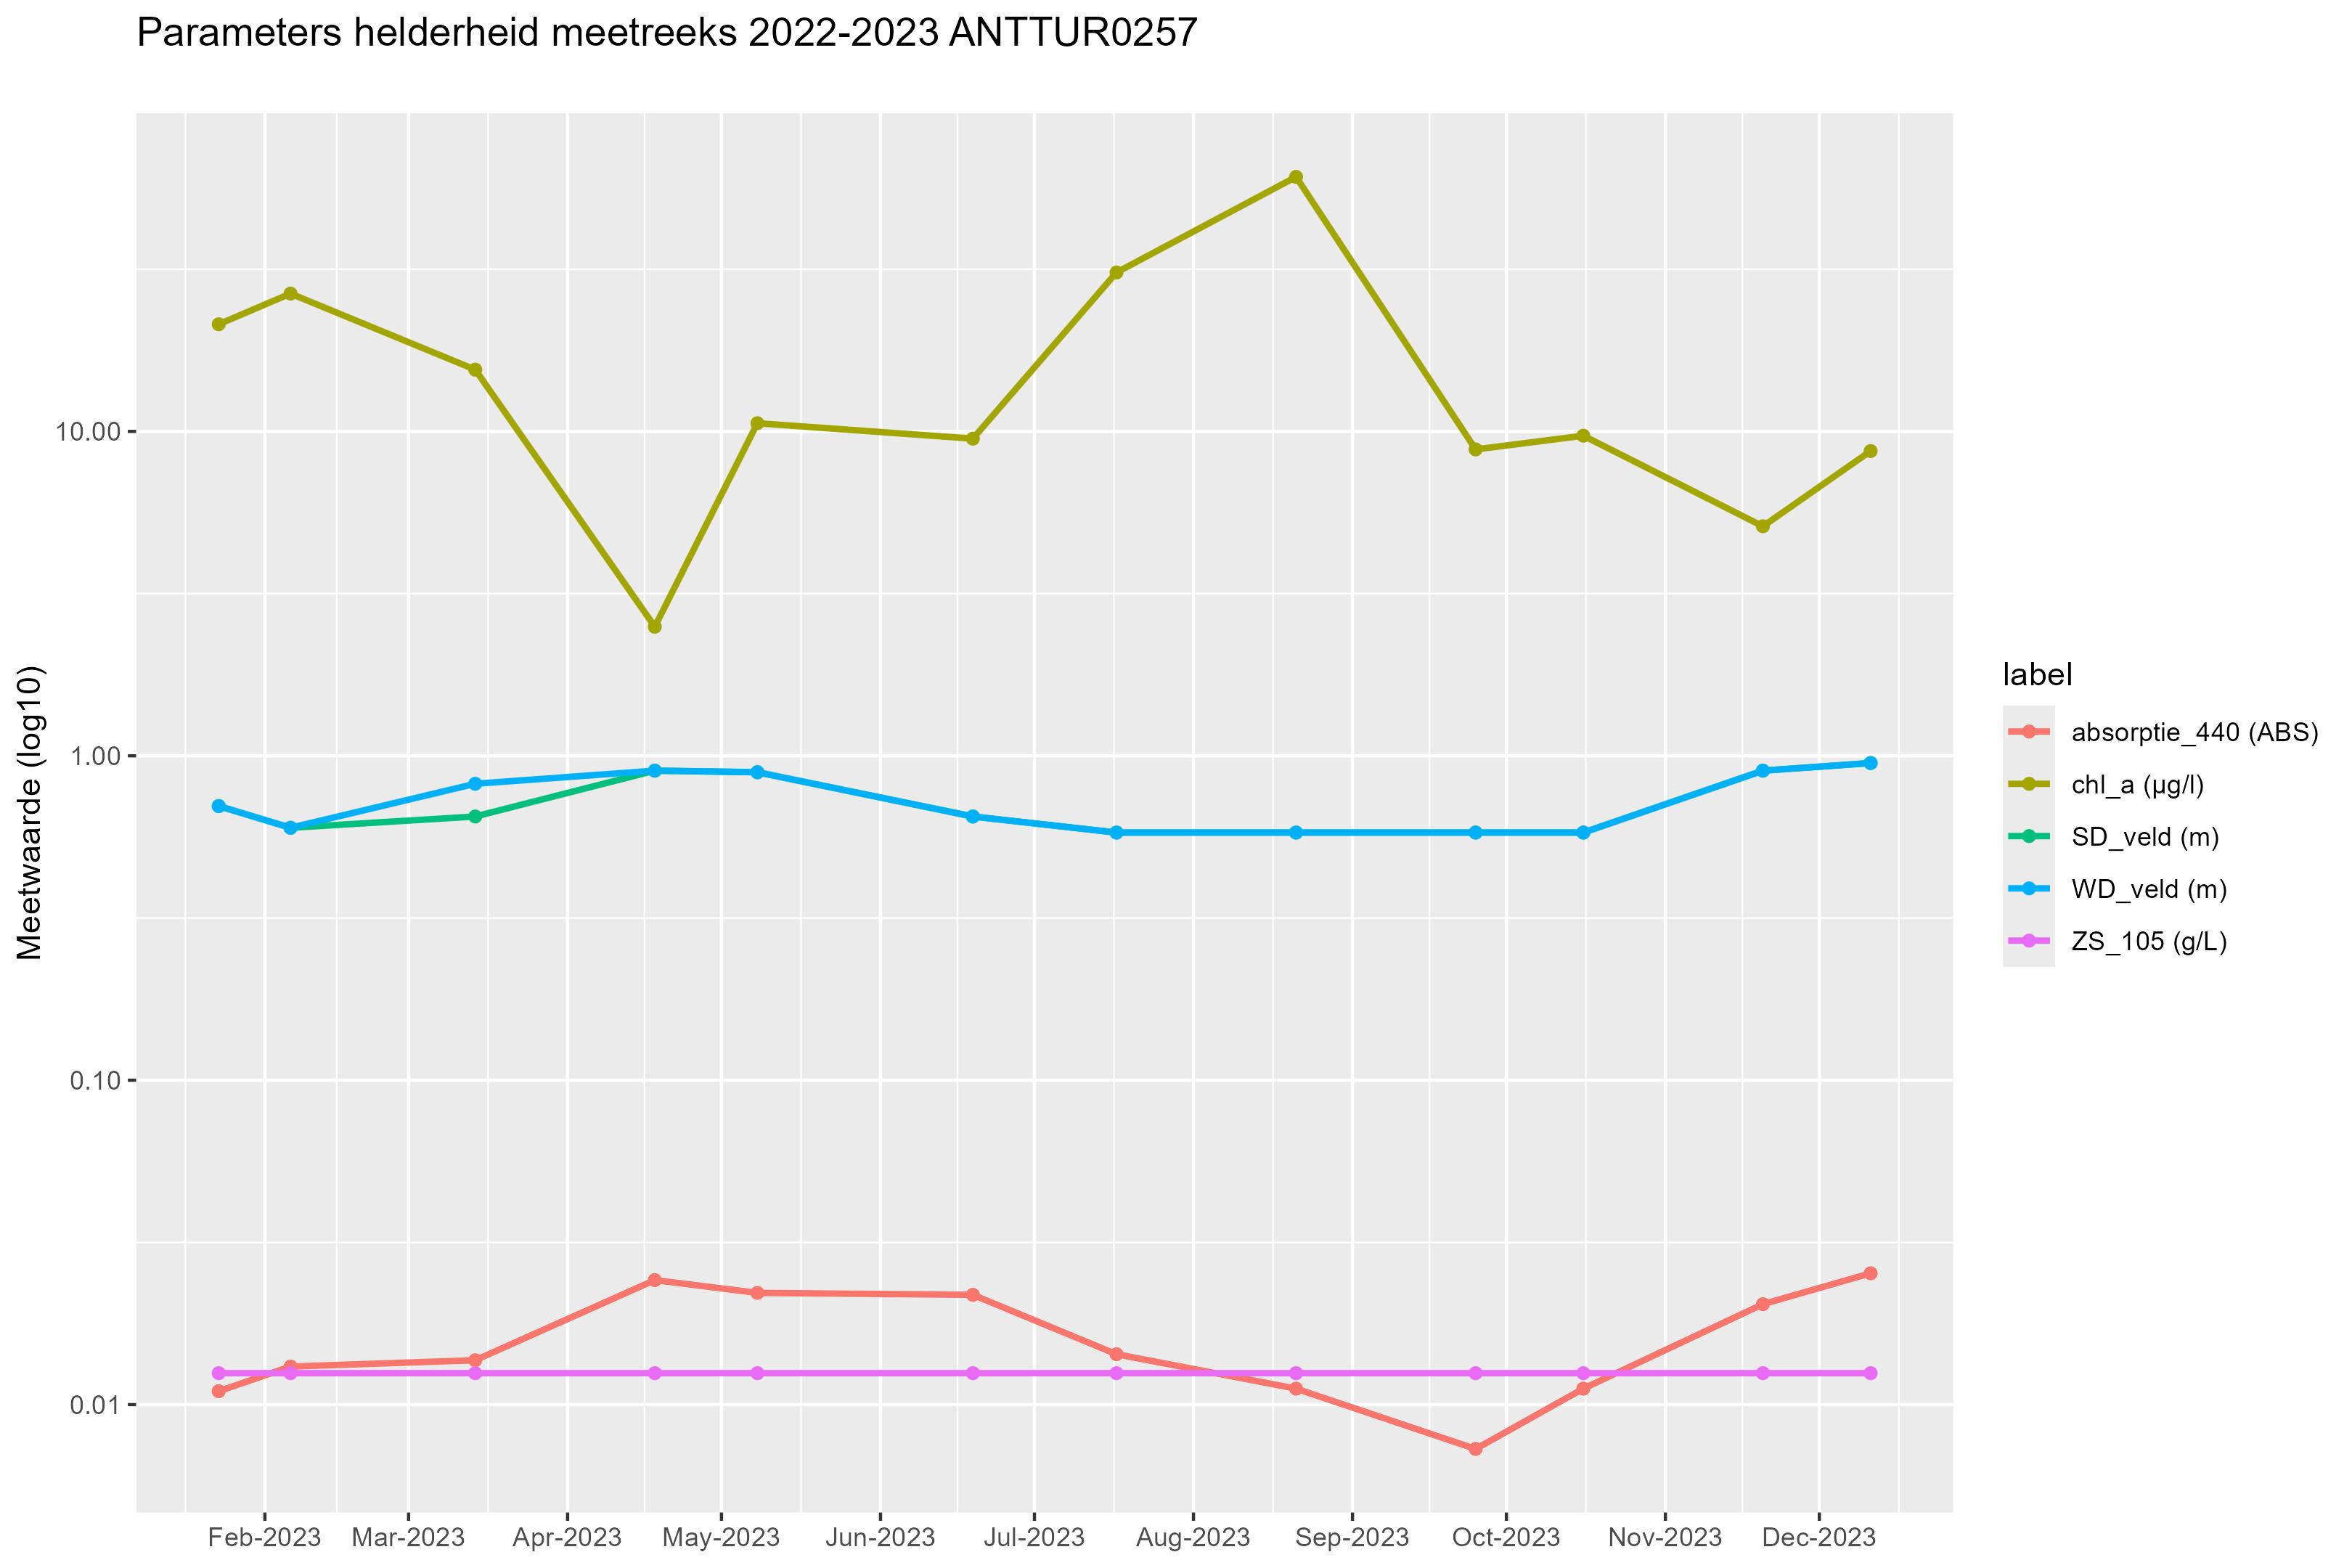 Parameters helderheid meetreeks 2022-2023 ANTTUR0257
Meetwaarde (log10)
10.00
1.00
0.10
0.01
Feb-2023
Mar-2023
Apr-2023
May-2023
Jun-2023
Jul-2023
Aug-2023
Sep-2023
Oct-2023
Nov-2023
Dec-2023
label
absorptie_440 (ABS)
chl_a (µg/l)
SD_veld (m)
WD_veld (m)
ZS_105 (g/L)